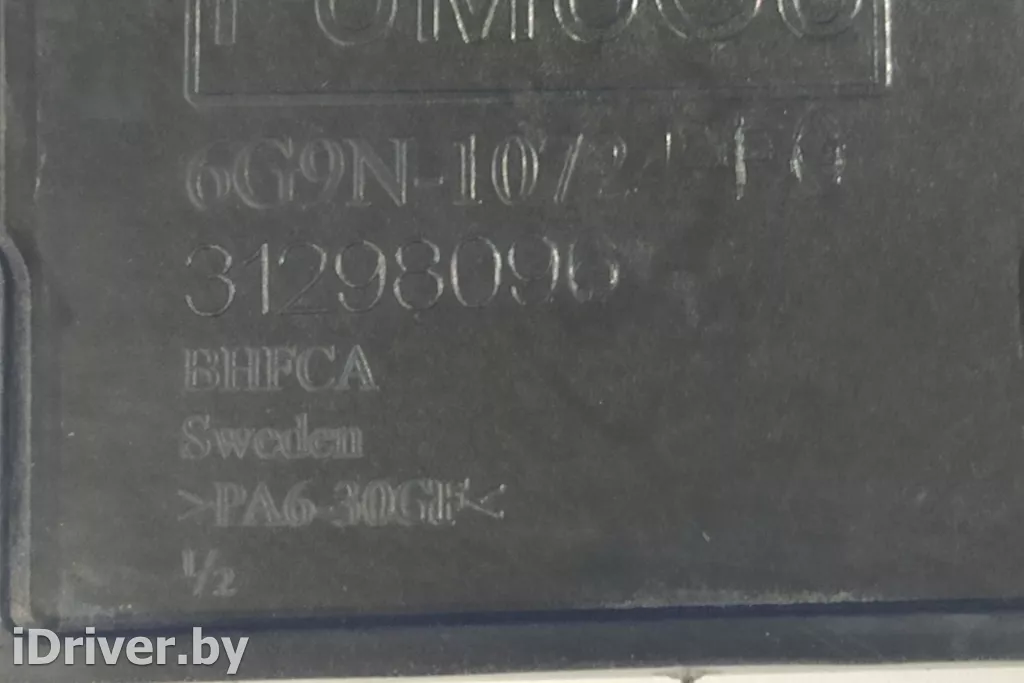 31298096
BHFCA
Sweden
>PA6-30GF<
1/2
iDriver.by